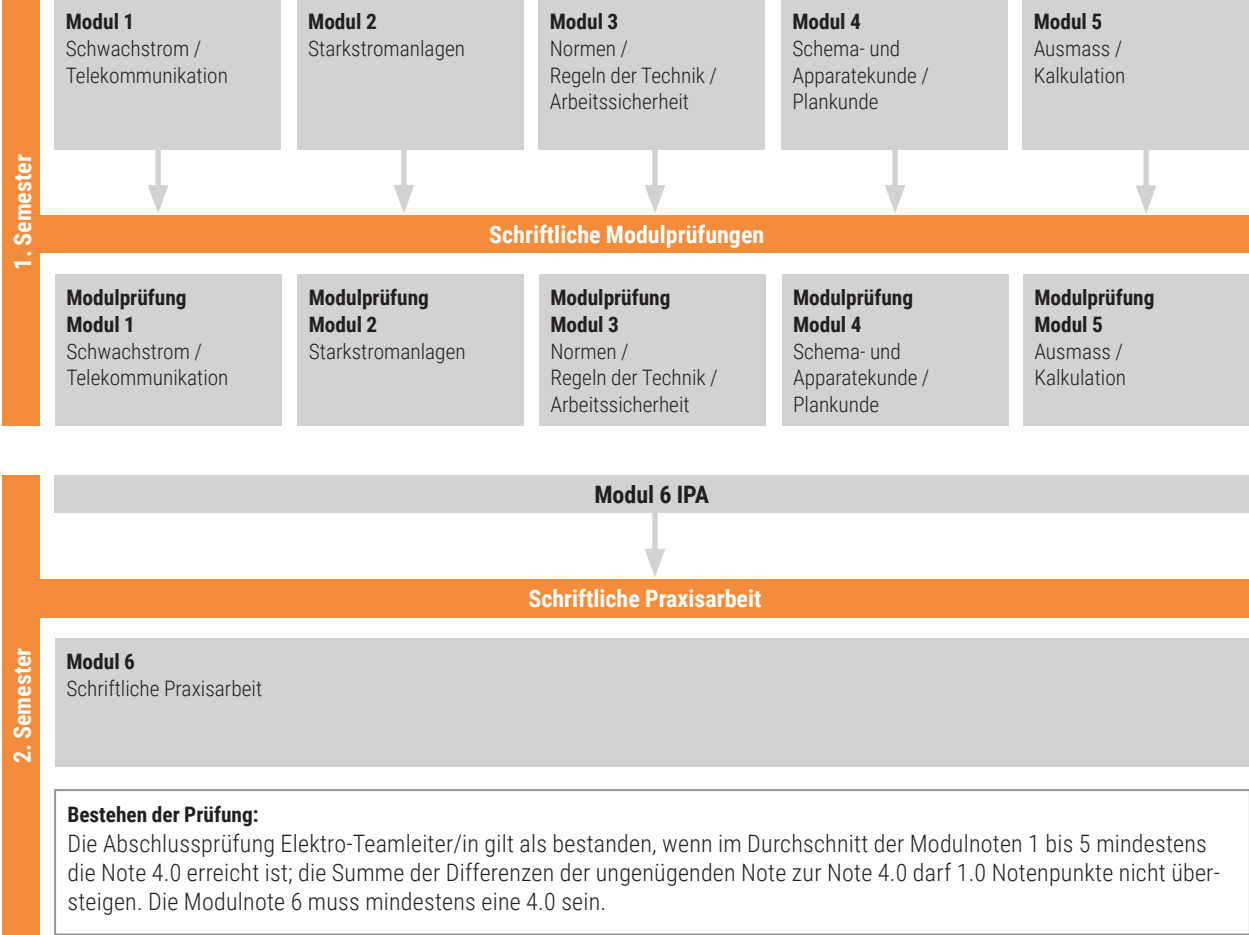 1. Semester
Modul 1
Schwachstrom /
Telekommunikation
Modul 2
Starkstromanlagen
Modul 3
Normen /
Regeln der Technik /
Arbeitssicherheit
Modul 4
Schema- und
Apparatekunde /
Plankunde
Modul 5
Ausmass /
Kalkulation
Schriftliche Modulprüfungen
Modulprüfung
Modul 1
Schwachstrom /
Telekommunikation
Modulprüfung
Modul 2
Starkstromanlagen
Modulprüfung
Modul 3
Normen /
Regeln der Technik /
Arbeitssicherheit
Modulprüfung
Modul 4
Schema- und
Apparatekunde /
Plankunde
Modulprüfung
Modul 5
Ausmass /
Kalkulation
2. Semester
Modul 6 IPA
Schriftliche Praxisarbeit
Modul 6
Schriftliche Praxisarbeit
Bestehen der Prüfung:
Die Abschlussprüfung Elektro-Teamleiter/in gilt als bestanden, wenn im Durchschnitt der Modulnoten 1 bis 5 mindestens
die Note 4.0 erreicht ist; die Summe der Differenzen der ungenügenden Note zur Note 4.0 darf 1.0 Notenpunkte nicht über-
steigen. Die Modulnote 6 muss mindestens eine 4.0 sein.